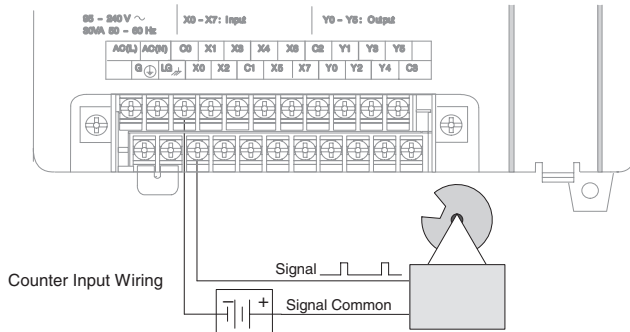 95 – 240 V ~
30VA 50 – 60 Hz
X0 – X7: Input
Y0 – Y5: Output
AC(L) AC(N) C0 X1 X3 X4 X6 C2 Y1 Y3 Y5
G LG X0 X2 C1 X5 X7 Y0 Y2 Y4 C3
Signal
Counter Input Wiring
– +
Signal Common